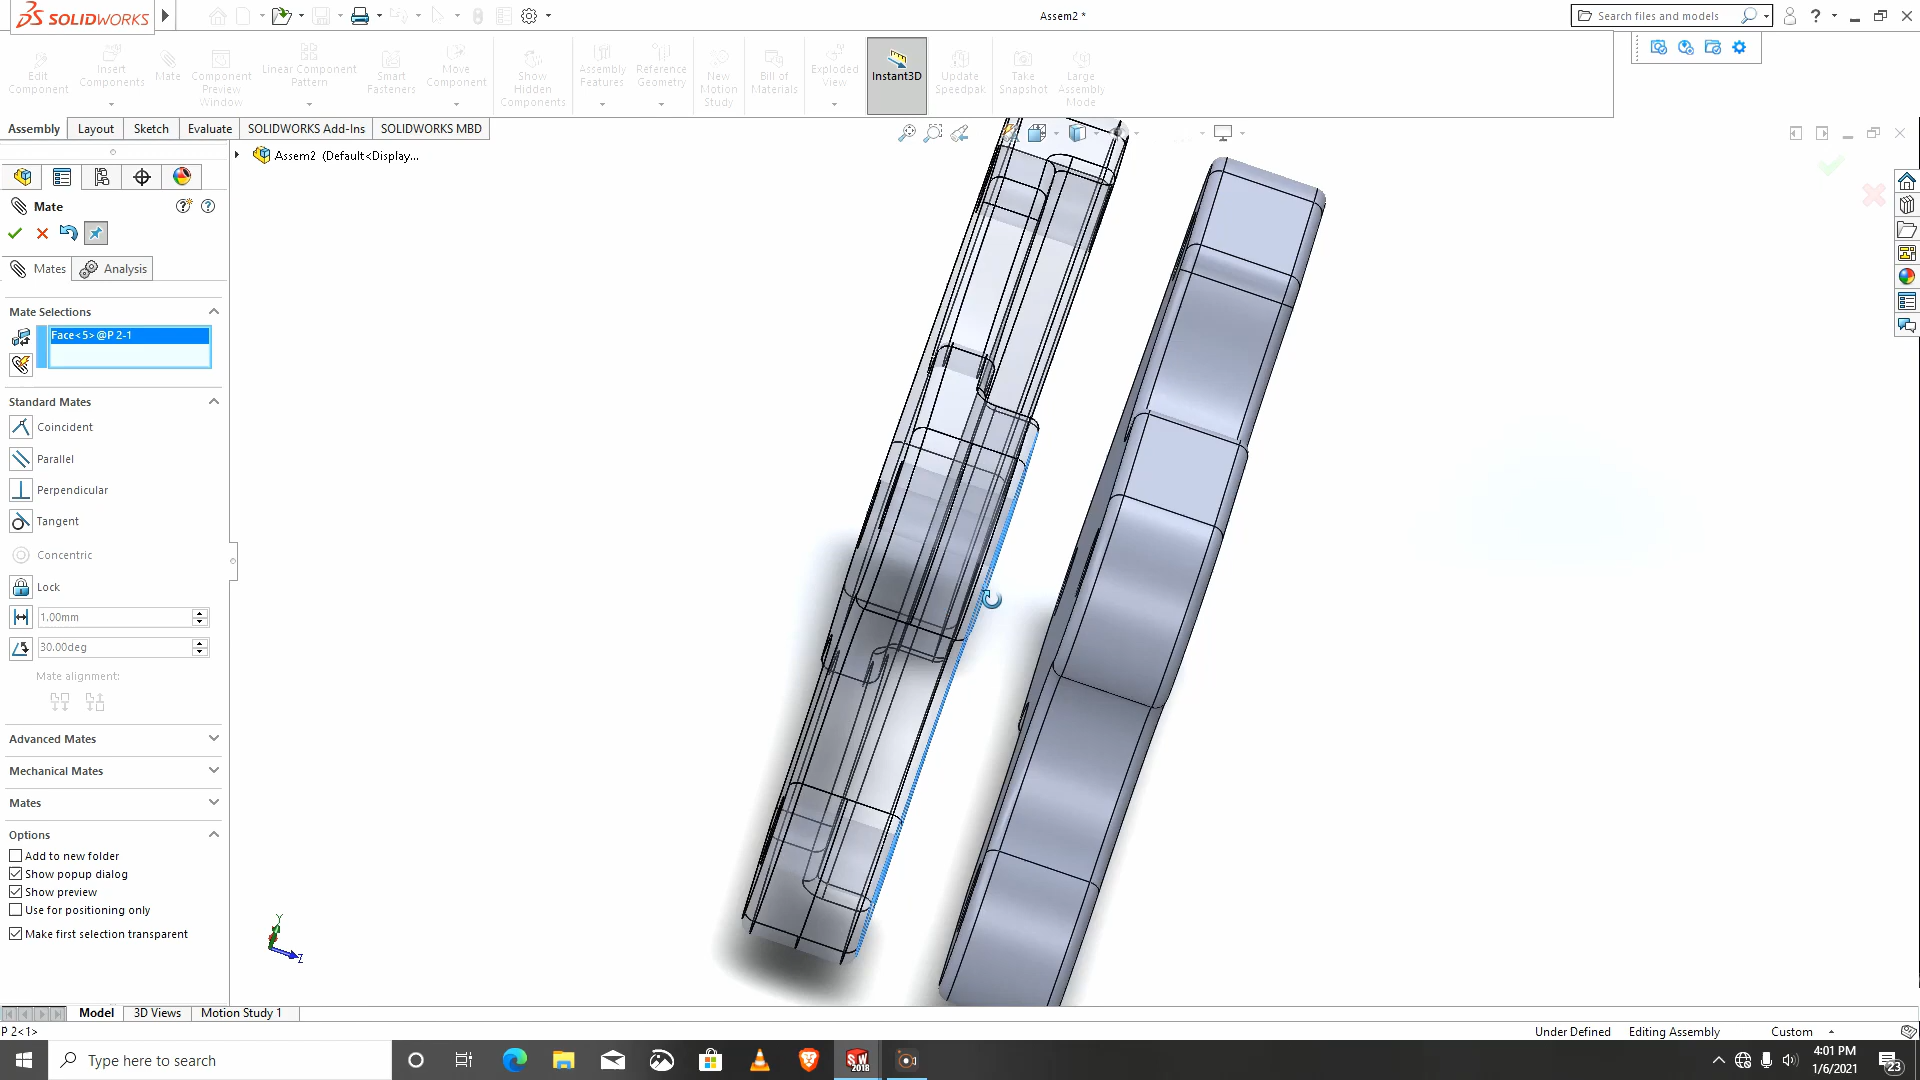 SOLIDWORKS
Assem2 *
Search files and models
Edit Component
Insert Components
Mate
Component Preview Window
Linear Component Pattern
Smart Fasteners
Move Component
Show Hidden Components
Assembly Features
Reference Geometry
New Motion Study
Bill of Materials
Exploded View
Instant3D
Update Speedpak
Take Snapshot
Large Assembly Mode
Assembly
Layout
Sketch
Evaluate
SOLIDWORKS Add-Ins
SOLIDWORKS MBD
Assem2 (Default<Display...
Mate
Mates
Analysis
Mate Selections
Face<5>@P 2-1
Standard Mates
Coincident
Parallel
Perpendicular
Tangent
Concentric
Lock
1.00mm
30.00deg
Mate alignment:
Advanced Mates
Mechanical Mates
Mates
Options
Add to new folder
Show popup dialog
Show preview
Use for positioning only
Make first selection transparent
Y
Z
Model
3D Views
Motion Study 1
P 2<1>
Under Defined
Editing Assembly
Custom
Type here to search
SW
2018
4:01 PM
1/6/2021
23